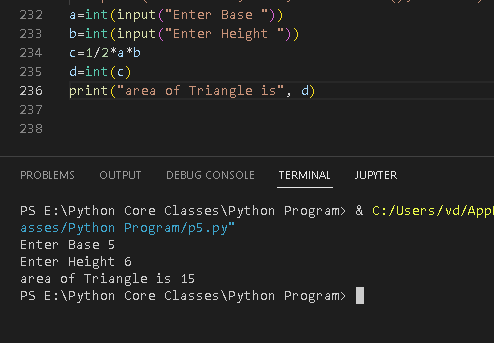 232 a=int(input("Enter Base "))
233 b=int(input("Enter Height "))
234 c=1/2*a*b
235 d=int(c)
236 print("area of Triangle is", d)
237
238
PROBLEMS OUTPUT DEBUG CONSOLE TERMINAL JUPYTER
PS E:\Python Core Classes\Python Program> & C:/Users/vd/App
asses/Python Program/p5.py"
Enter Base 5
Enter Height 6
area of Triangle is 15
PS E:\Python Core Classes\Python Program>